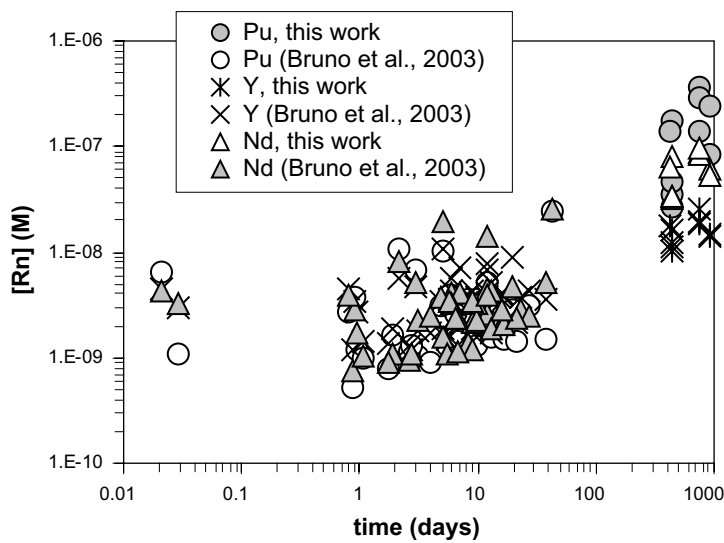 1.E-06
Pu, this work
Pu (Bruno et al., 2003)
Y, this work
Y (Bruno et al., 2003)
Nd, this work
Nd (Bruno et al., 2003)
1.E-07
1.E-08
1.E-09
1.E-10
[Rn] (M)
0.01 0.1 1 10 100 1000
time (days)